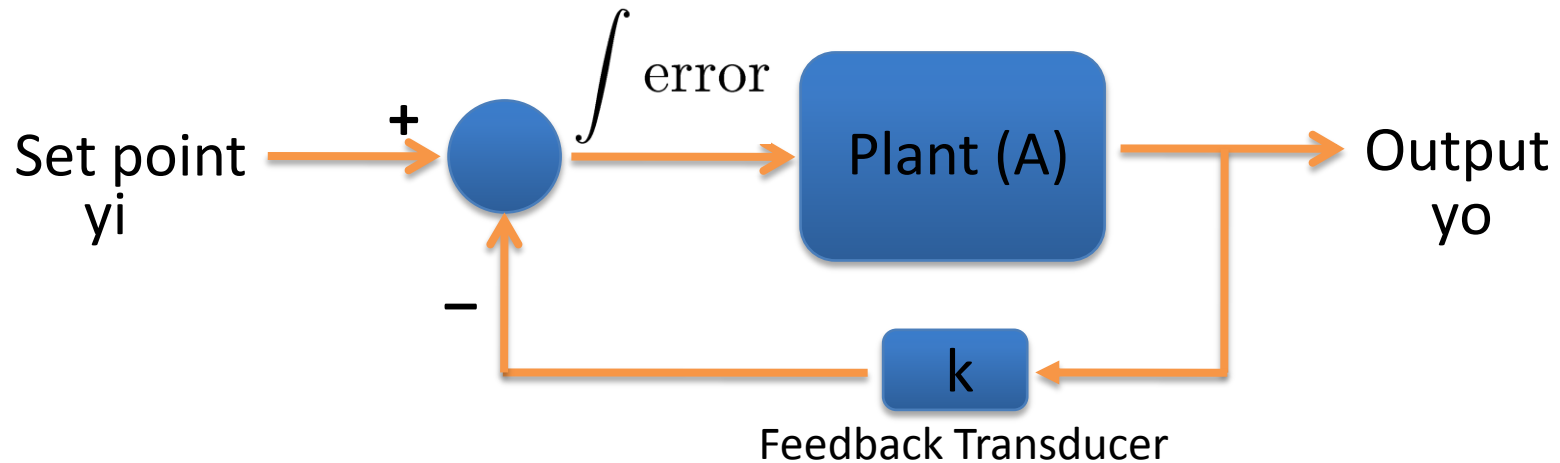 ∫ error
+
Set point
yi
Plant (A)
Output
yo
−
k
Feedback Transducer